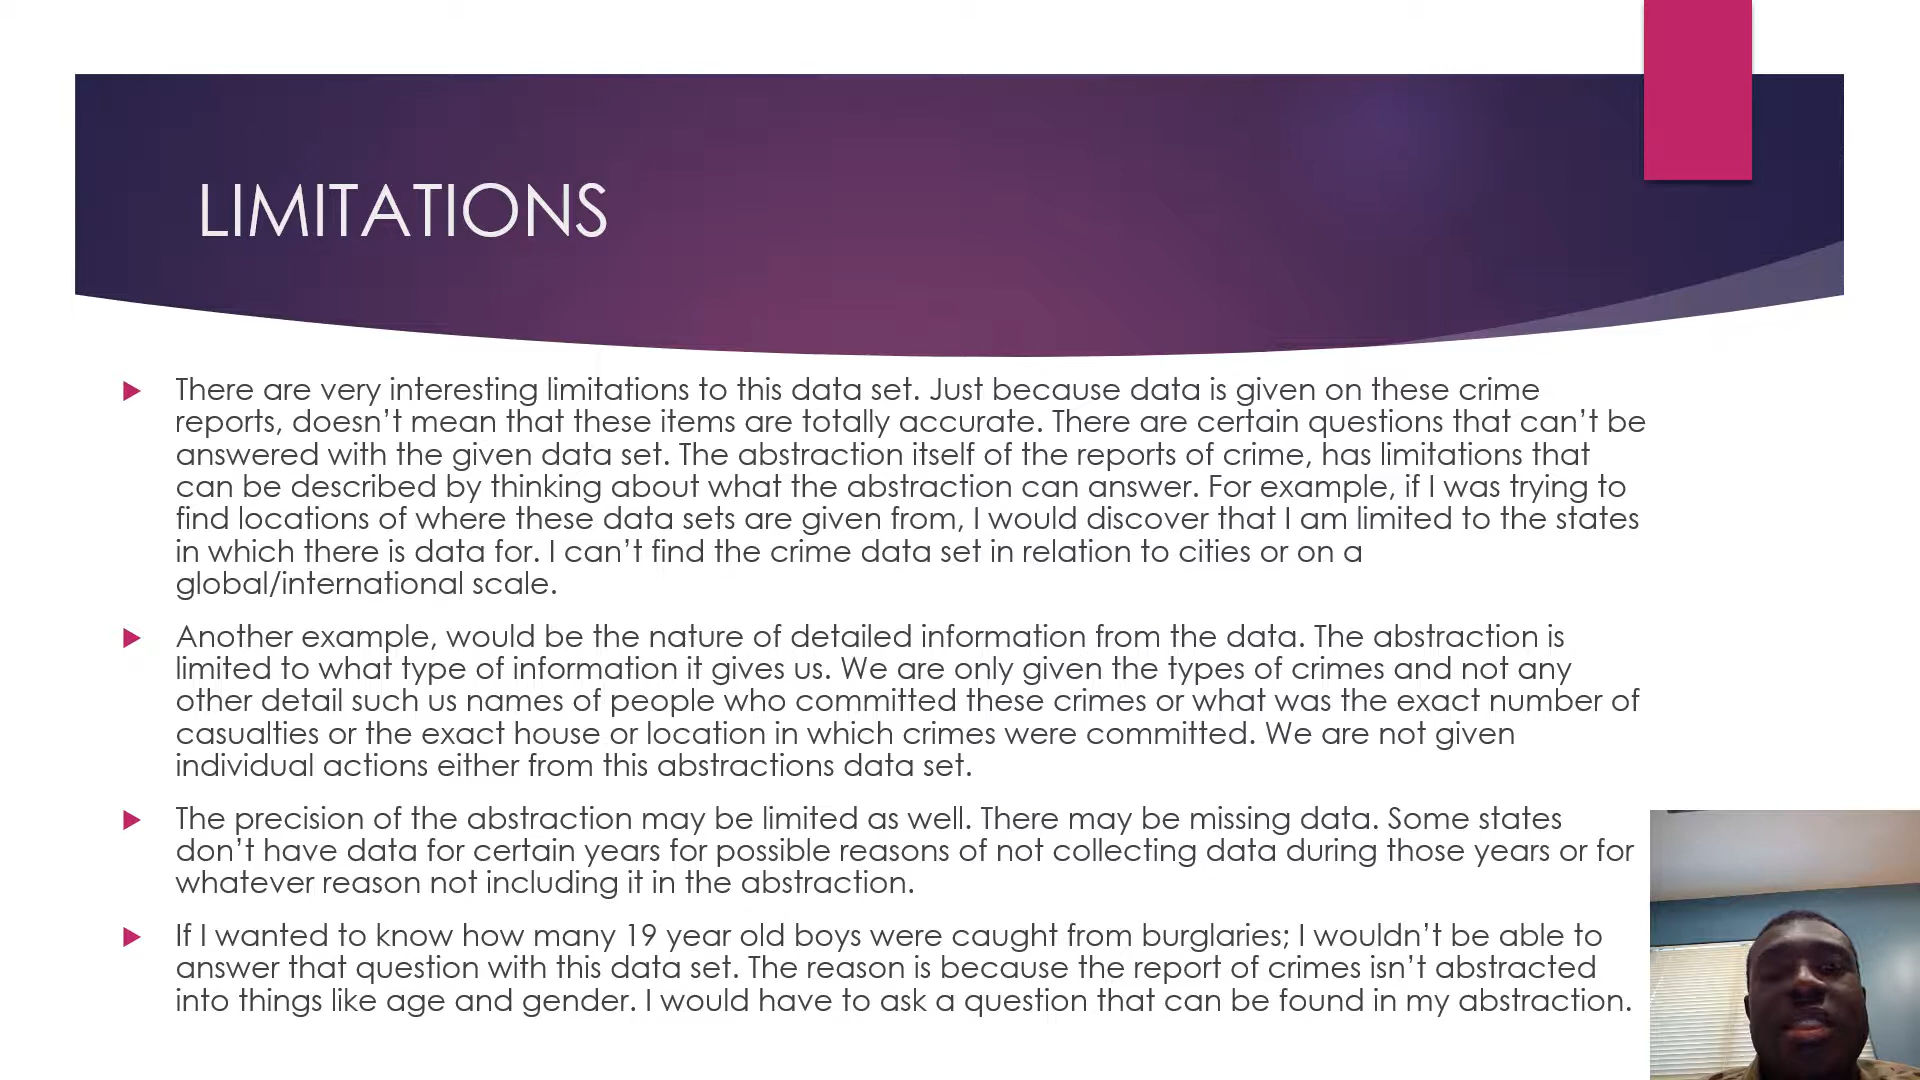 LIMITATIONS
There are very interesting limitations to this data set. Just because data is given on these crime
reports, doesn’t mean that these items are totally accurate. There are certain questions that can’t be
answered with the given data set. The abstraction itself of the reports of crime, has limitations that
can be described by thinking about what the abstraction can answer. For example, if I was trying to
find locations of where these data sets are given from, I would discover that I am limited to the states
in which there is data for. I can’t find the crime data set in relation to cities or on a
global/international scale.
Another example, would be the nature of detailed information from the data. The abstraction is
limited to what type of information it gives us. We are only given the types of crimes and not any
other detail such us names of people who committed these crimes or what was the exact number of
casualties or the exact house or location in which crimes were committed. We are not given
individual actions either from this abstractions data set.
The precision of the abstraction may be limited as well. There may be missing data. Some states
don’t have data for certain years for possible reasons of not collecting data during those years or for
whatever reason not including it in the abstraction.
If I wanted to know how many 19 year old boys were caught from burglaries; I wouldn’t be able to
answer that question with this data set. The reason is because the report of crimes isn’t abstracted
into things like age and gender. I would have to ask a question that can be found in my abstraction.